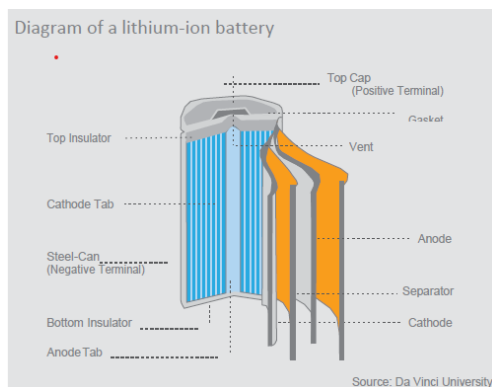 Diagram of a lithium-ion battery
Top Cap
(Positive Terminal)
Gasket
Top Insulator
Vent
Cathode Tab
Anode
Steel-Can
(Negative Terminal)
Separator
Bottom Insulator
Cathode
Anode Tab
Source: Da Vinci University